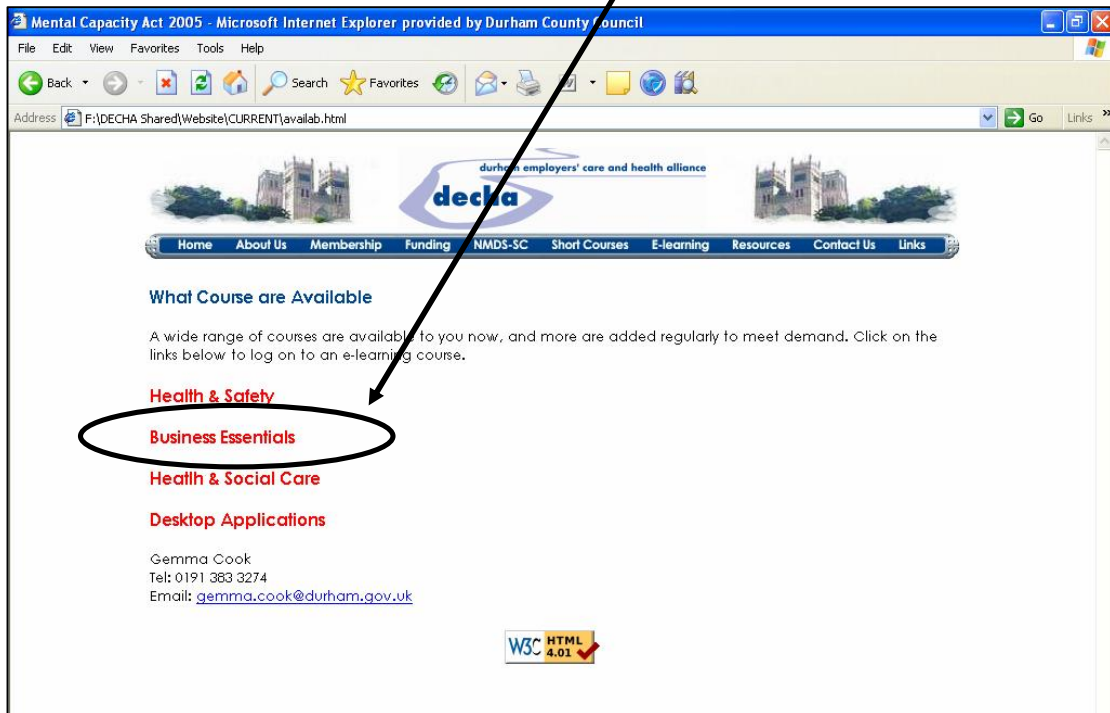 Mental Capacity Act 2005 - Microsoft Internet Explorer provided by Durham County Council
File Edit View Favorites Tools Help
Back Search Favorites
Address F:\DECHA Shared\Website\CURRENT\availab.html Go Links »
durham employers' care and health alliance
decha
Home About Us Membership Funding NMDS-SC Short Courses E-learning Resources Contact Us Links
What Course are Available
A wide range of courses are available to you now, and more are added regularly to meet demand. Click on the
links below to log on to an e-learning course.
Health & Safety
Business Essentials
Heatlh & Social Care
Desktop Applications
Gemma Cook
Tel: 0191 383 3274
Email: gemma.cook@durham.gov.uk
W3C HTML
4.01